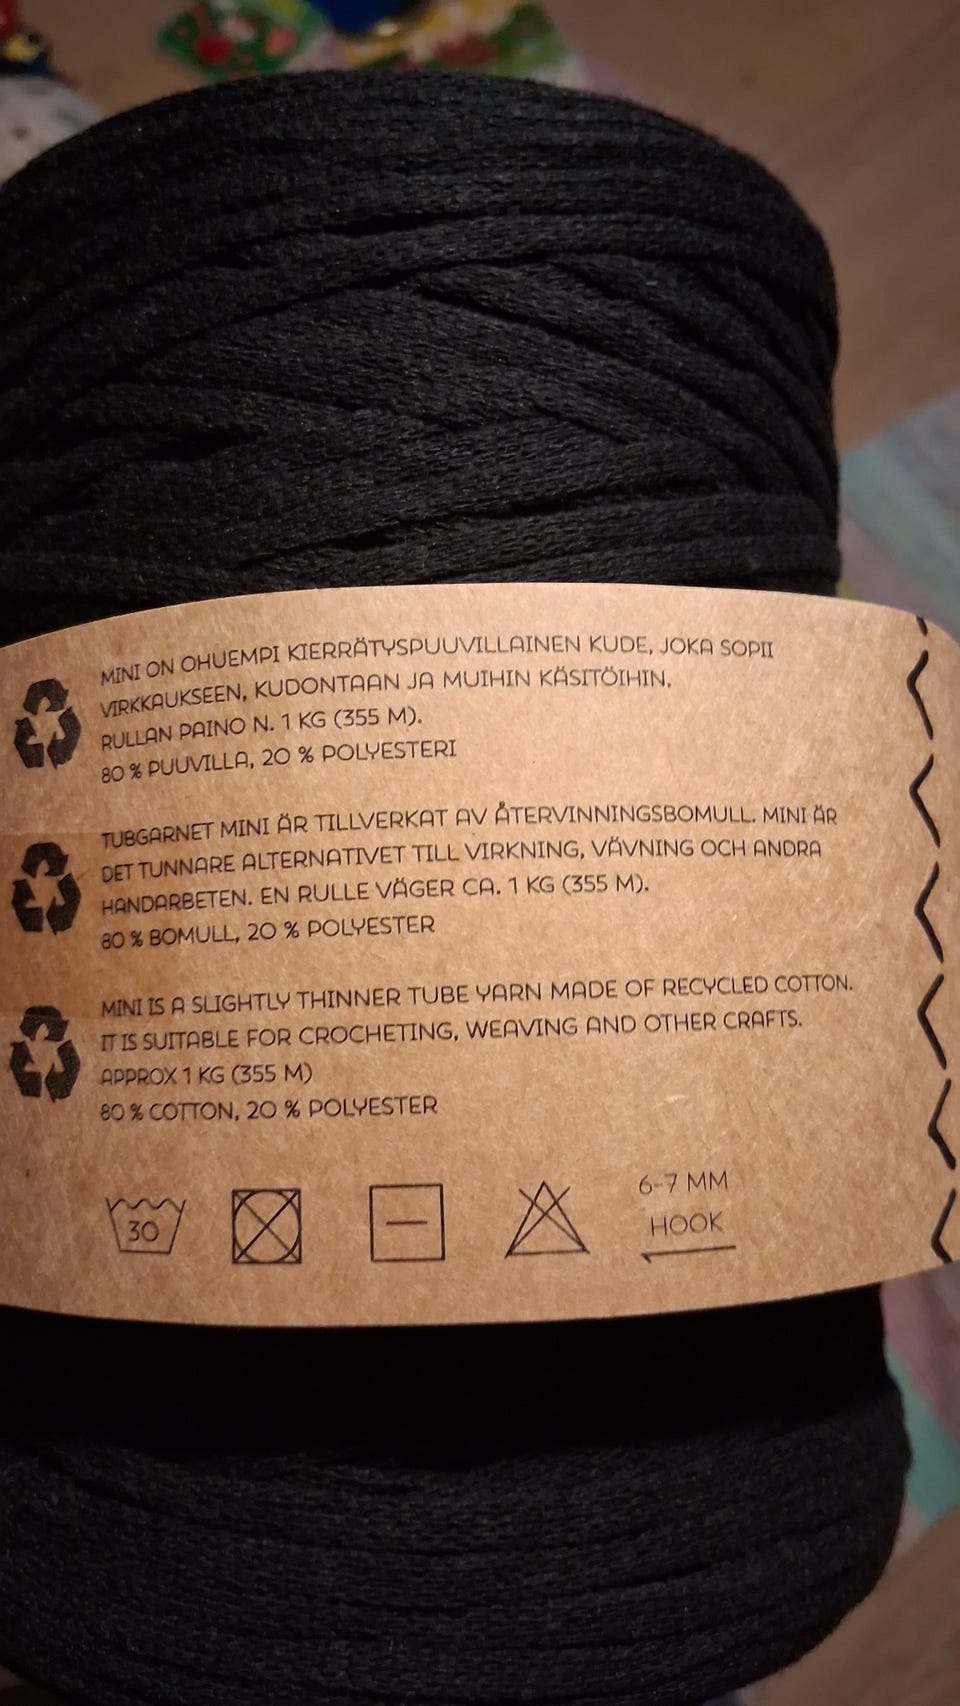 MINI ON OHUEMPI KIERRÄTYSPUUVILLAINEN KUDE, JOKA SOPII
VIRKKAUKSEEN, KUDONTAAN JA MUIHIN KÄSITÖIHIN.
RULLAN PAINO N. 1 KG (355 M).
80 % PUUVILLA, 20 % POLYESTERI
TUBGARNET MINI ÄR TILLVERKAT AV ÅTERVINNINGSBOMULL. MINI ÄR
DET TUNNARE ALTERNATIVET TILL VIRKNING, VÄVNING OCH ANDRA
HANDARBETEN. EN RULLE VÄGER CA. 1 KG (355 M).
80 % BOMULL, 20 % POLYESTER
MINI IS A SLIGHTLY THINNER TUBE YARN MADE OF RECYCLED COTTON.
IT IS SUITABLE FOR CROCHETING, WEAVING AND OTHER CRAFTS.
APPROX 1 KG (355 M)
80 % COTTON, 20 % POLYESTER
30
6-7 MM
HOOK